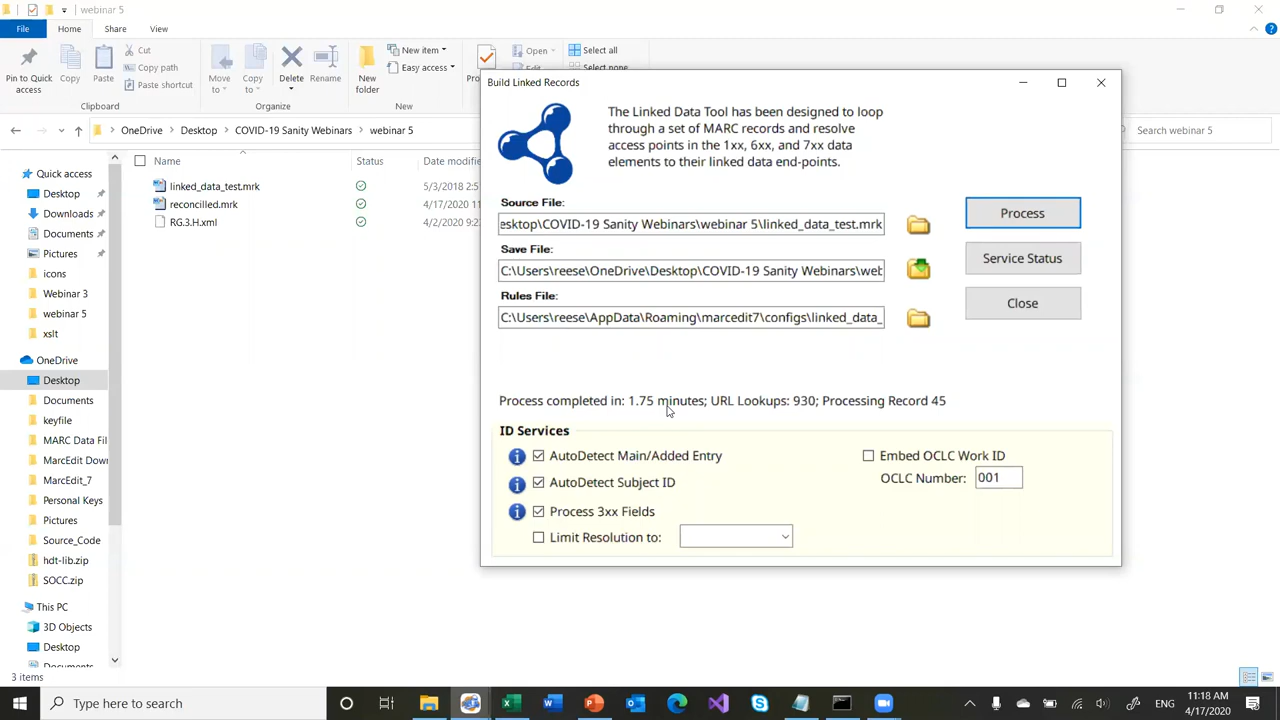 webinar 5
File
Home
Share
View
Pin to Quick
access
Copy
Paste
Cut
Copy path
Paste shortcut
Clipboard
Move
to
Copy
to
Delete
Rename
Organize
New
folder
New item
Easy access
New
Open
Select all
OneDrive
Desktop
COVID-19 Sanity Webinars
webinar 5
Search webinar 5
Name
Status
Date modifie
linked_data_test.mrk
5/3/2018 2:5
reconcilled.mrk
4/17/2020 11
RG.3.H.xml
4/2/2020 9:2
Quick access
Desktop
Downloads
Documents
Pictures
icons
Webinar 3
webinar 5
xslt
OneDrive
Desktop
Documents
keyfile
MARC Data Fil
MarcEdit Dow
MarcEdit_7
Personal Keys
Pictures
Source_Code
hdt-lib.zip
SOCC.zip
This PC
3D Objects
Desktop
Documents
3 items
Build Linked Records
The Linked Data Tool has been designed to loop
through a set of MARC records and resolve
access points in the 1xx, 6xx, and 7xx data
elements to their linked data end-points.
Source File:
esktop\COVID-19 Sanity Webinars\webinar 5\linked_data_test.mrk
Save File:
C:\Users\reese\OneDrive\Desktop\COVID-19 Sanity Webinars\web
Rules File:
C:\Users\reese\AppData\Roaming\marcedit7\configs\linked_data_
Process
Service Status
Close
Process completed in: 1.75 minutes; URL Lookups: 930; Processing Record 45
ID Services
AutoDetect Main/Added Entry
Embed OCLC Work ID
OCLC Number: 001
AutoDetect Subject ID
Process 3xx Fields
Limit Resolution to:
Type here to search
ENG
11:18 AM
4/17/2020